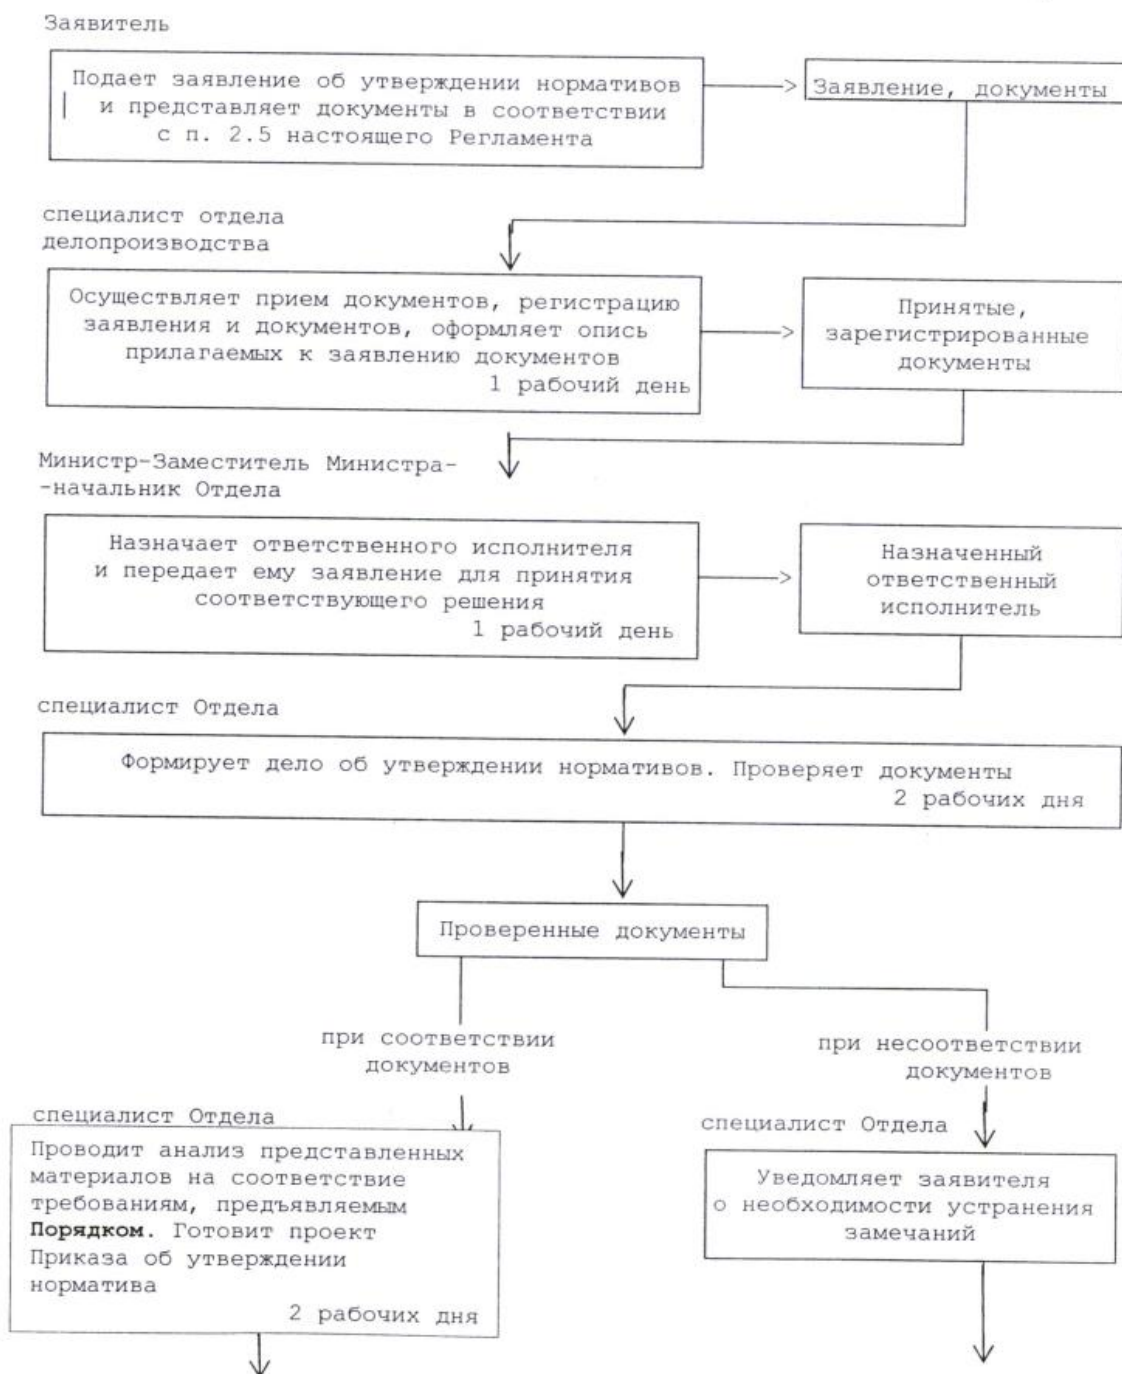 Заявитель
Подает заявление об утверждении нормативов
и представляет документы в соответствии
с п. 2.5 настоящего Регламента
Заявление, документы
специалист отдела
делопроизводства
Осуществляет прием документов, регистрацию
заявления и документов, оформляет опись
прилагаемых к заявлению документов
1 рабочий день
Принятые,
зарегистрированные
документы
Министр-Заместитель Министра-
-начальник Отдела
Назначает ответственного исполнителя
и передает ему заявление для принятия
соответствующего решения
1 рабочий день
Назначенный
ответственный
исполнитель
специалист Отдела
Формирует дело об утверждении нормативов. Проверяет документы
2 рабочих дня
Проверенные документы
при соответствии
документов
при несоответствии
документов
специалист Отдела
Проводит анализ представленных
материалов на соответствие
требованиям, предъявляемым
Порядком. Готовит проект
Приказа об утверждении
норматива
2 рабочих дня
специалист Отдела
Уведомляет заявителя
о необходимости устранения
замечаний